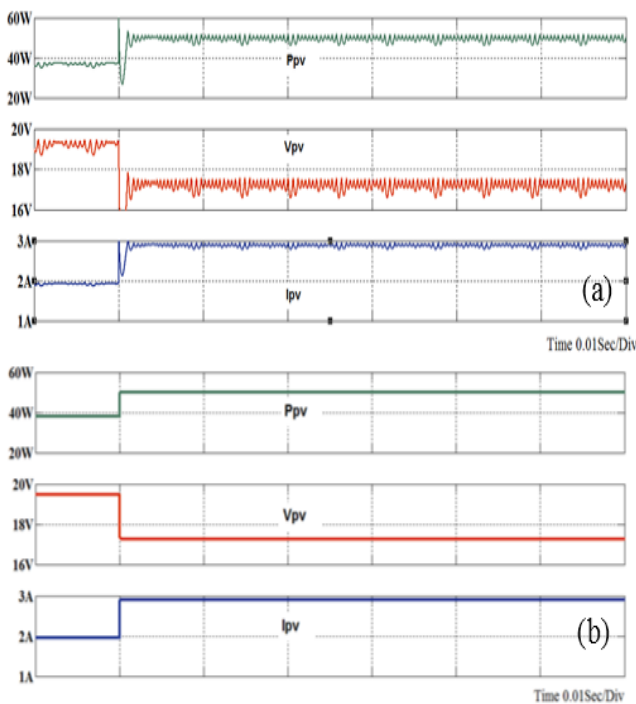 60W
Ppv
40W
20W
20V
Vpv
18V
16V
3A
2A
Ipv
(a)
1A
Time 0.01Sec/Div
60W
Ppv
40W
20W
20V
Vpv
18V
16V
3A
Ipv
(b)
2A
1A
Time 0.01Sec/Div